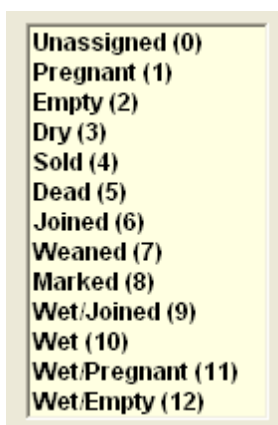 Unassigned (0)
Pregnant (1)
Empty (2)
Dry (3)
Sold (4)
Dead (5)
Joined (6)
Weaned (7)
Marked (8)
Wet/Joined (9)
Wet (10)
Wet/Pregnant (11)
Wet/Empty (12)